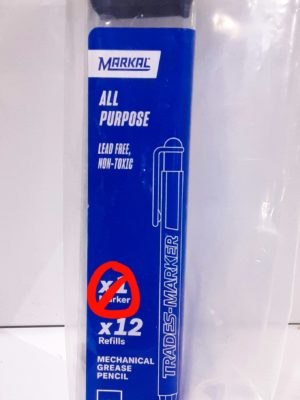 MARKAL
ALL
PURPOSE
LEAD FREE,
NON-TOXIC
x1
Marker
x12
Refills
MECHANICAL
GREASE
PENCIL
TRADES-MARKER